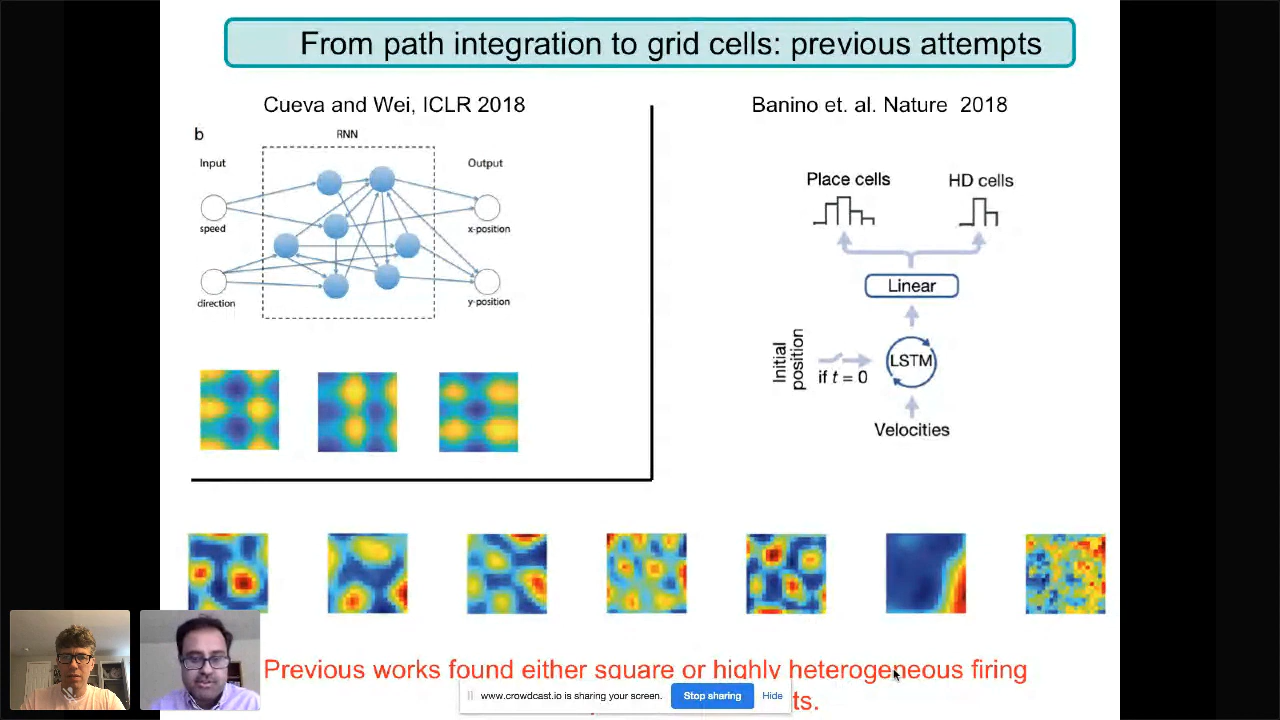 From path integration to grid cells: previous attempts
Cueva and Wei, ICLR 2018
b
RNN
Input
Output
speed
x-position
direction
y-position
Banino et. al. Nature 2018
Place cells
HD cells
Linear
Initial position
if t = 0
LSTM
Velocities
Previous works found either square or highly heterogeneous firing
ts.
www.crowdcast.io is sharing your screen.
Stop sharing
Hide